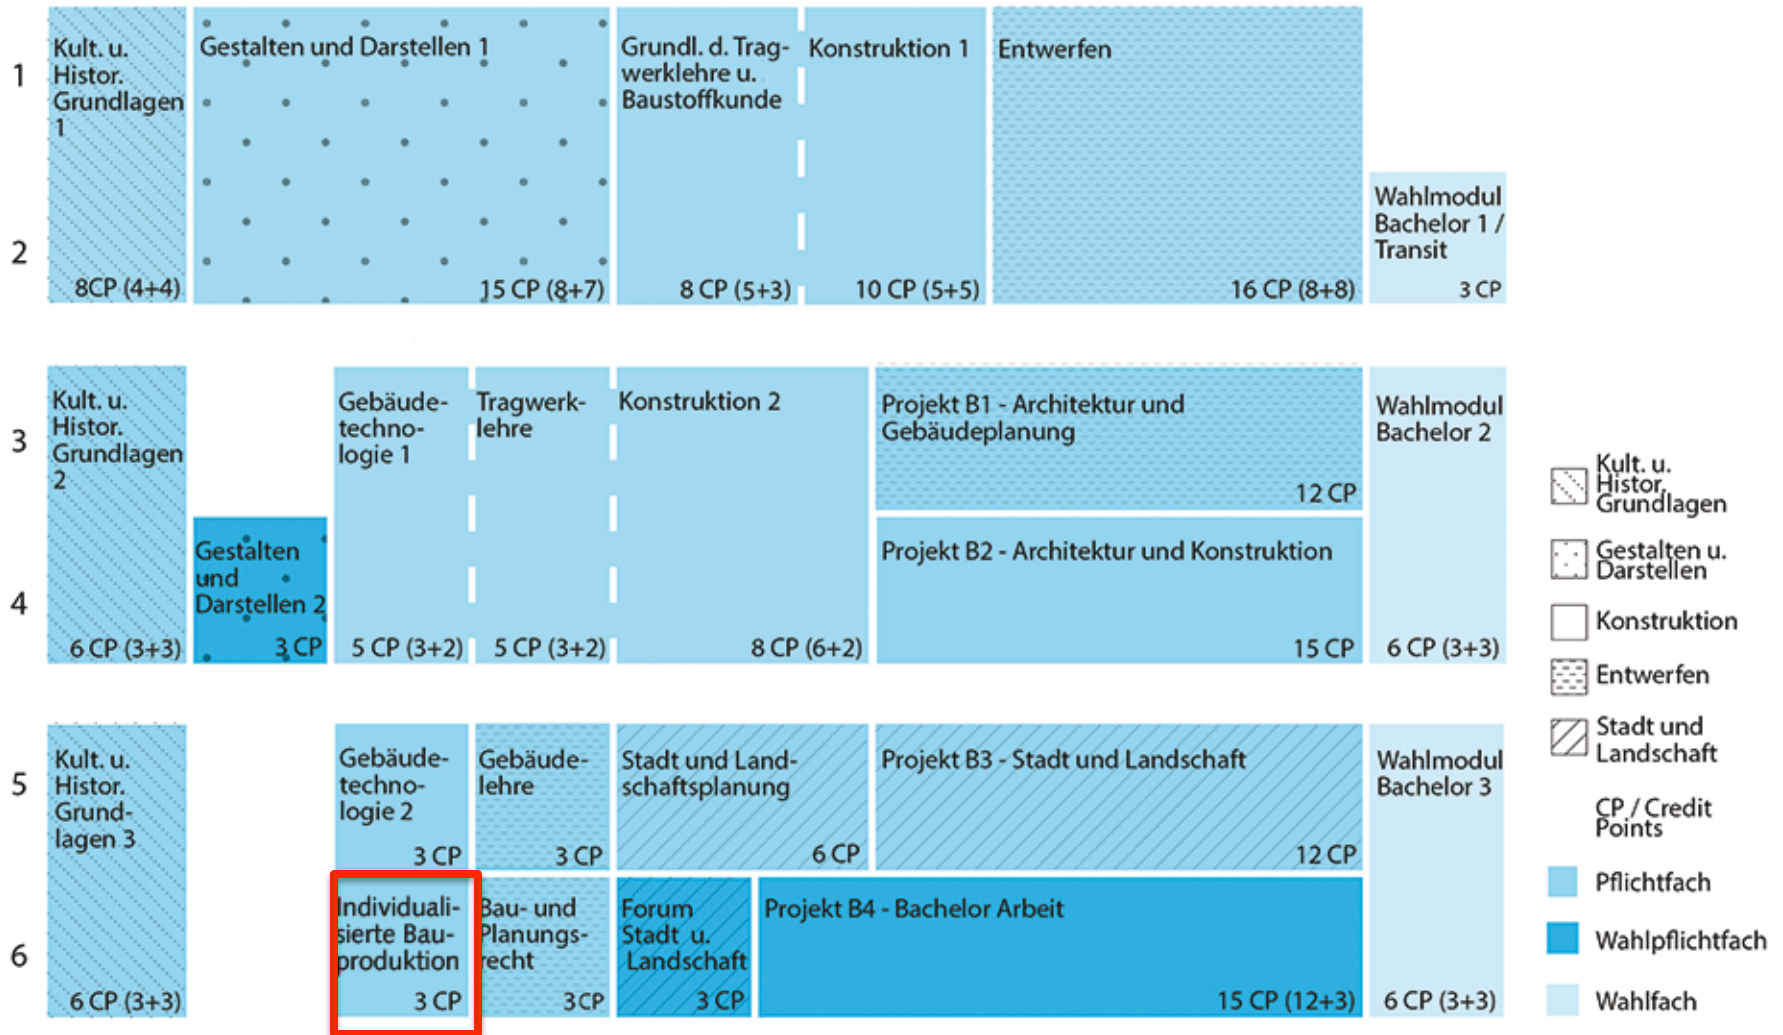 1
Kult. u.
Histor.
Grundlagen
1
8CP (4+4)
Gestalten und Darstellen 1
15 CP (8+7)
Grundl. d. Trag-
werklehre u.
Baustoffkunde
8 CP (5+3)
Konstruktion 1
10 CP (5+5)
Entwerfen
16 CP (8+8)
2
Wahlmodul
Bachelor 1 /
Transit
3 CP
3
Kult. u.
Histor.
Grundlagen
2
6 CP (3+3)
4
Gestalten
und
Darstellen 2
3 CP
Gebäude-
techno-
logie 1
5 CP (3+2)
Tragwerk-
lehre
5 CP (3+2)
Konstruktion 2
8 CP (6+2)
Projekt B1 - Architektur und
Gebäudeplanung
12 CP
Projekt B2 - Architektur und Konstruktion
15 CP
Wahlmodul
Bachelor 2
6 CP (3+3)
5
Kult. u.
Histor.
Grund-
lagen 3
6 CP (3+3)
Gebäude-
techno-
logie 2
3 CP
Gebäude-
lehre
3 CP
Stadt und Land-
schaftsplanung
6 CP
Projekt B3 - Stadt und Landschaft
12 CP
Wahlmodul
Bachelor 3
6 CP (3+3)
6
Individuali-
sierte Bau-
produktion
3 CP
Bau- und
Planungs-
recht
3 CP
Forum
Stadt u.
Landschaft
3 CP
Projekt B4 - Bachelor Arbeit
15 CP (12+3)
Kult. u.
Histor.
Grundlagen
Gestalten u.
Darstellen
Konstruktion
Entwerfen
Stadt und
Landschaft
CP / Credit
Points
Pflichtfach
Wahlpflichtfach
Wahlfach